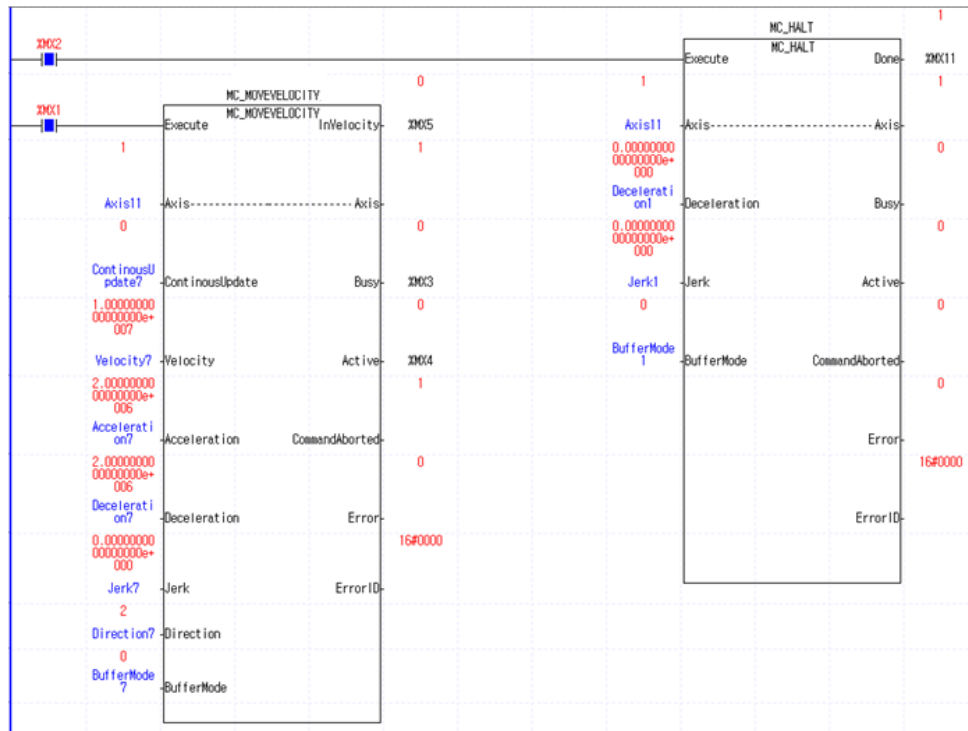 1
MC_HALT
%MX2
MC_HALT
Execute
Done
%MX11
0
1
1
MC_MOVEVELOCITY
%MX1
MC_MOVEVELOCITY
Execute
InVelocity
%MX5
Axis11
Axis
Axis
1
1
0.00000000
00000000e+
000
0
Decelerati
on1
Axis11
Axis
Axis
Deceleration
Busy
0
0
0.00000000
00000000e+
000
0
ContinousU
pdate7
ContinousUpdate
Busy
%MX3
Jerk1
Jerk
Active
1.00000000
00000000e+
007
0
0
0
BufferMode
1
Velocity7
Velocity
Active
%MX4
BufferMode
CommandAborted
2.00000000
00000000e+
006
1
0
Accelerati
on7
Acceleration
CommandAborted
Error
2.00000000
00000000e+
006
0
16#0000
Decelerati
on7
Deceleration
Error
ErrorID
0.00000000
00000000e+
000
16#0000
Jerk7
Jerk
ErrorID
2
Direction7
Direction
0
BufferMode
7
BufferMode